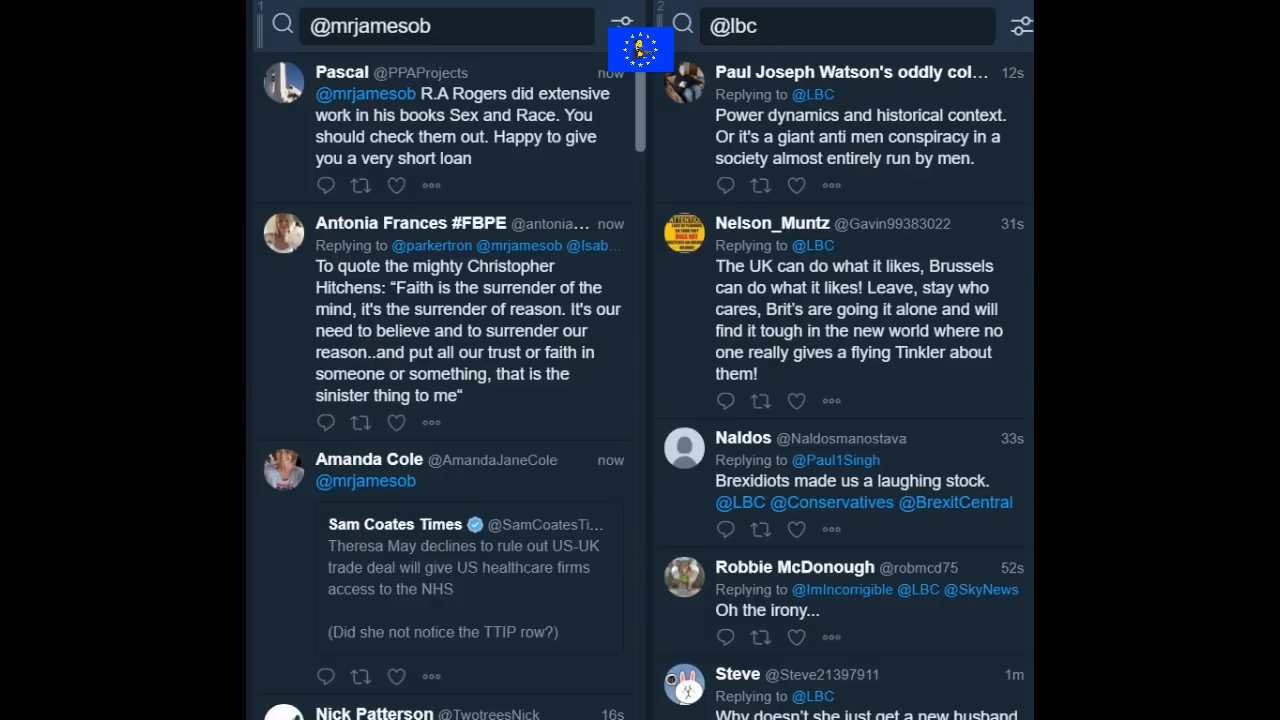 1
@mrjamesob
Pascal @PPAProjects now
@mrjamesob R.A Rogers did extensive
work in his books Sex and Race. You
should check them out. Happy to give
you a very short loan
Antonia Frances #FBPE @antonia... now
Replying to @parkertron @mrjamesob @Isab...
To quote the mighty Christopher
Hitchens: “Faith is the surrender of the
mind, it's the surrender of reason. It's our
need to believe and to surrender our
reason..and put all our trust or faith in
someone or something, that is the
sinister thing to me“
Amanda Cole @AmandaJaneCole now
@mrjamesob
Sam Coates Times @SamCoatesTi...
Theresa May declines to rule out US-UK
trade deal will give US healthcare firms
access to the NHS
(Did she not notice the TTIP row?)
Nick Patterson @TwotreesNick 16s
2
@lbc
Paul Joseph Watson's oddly col... 12s
Replying to @LBC
Power dynamics and historical context.
Or it's a giant anti men conspiracy in a
society almost entirely run by men.
Nelson_Muntz @Gavin99383022 31s
Replying to @LBC
The UK can do what it likes, Brussels
can do what it likes! Leave, stay who
cares, Brit’s are going it alone and will
find it tough in the new world where no
one really gives a flying Tinkler about
them!
Naldos @Naldosmanostava 33s
Replying to @Paul1Singh
Brexidiots made us a laughing stock.
@LBC @Conservatives @BrexitCentral
Robbie McDonough @robmcd75 52s
Replying to @ImIncorrigible @LBC @SkyNews
Oh the irony...
Steve @Steve21397911 1m
Replying to @LBC
Why doesn't she just get a new husband